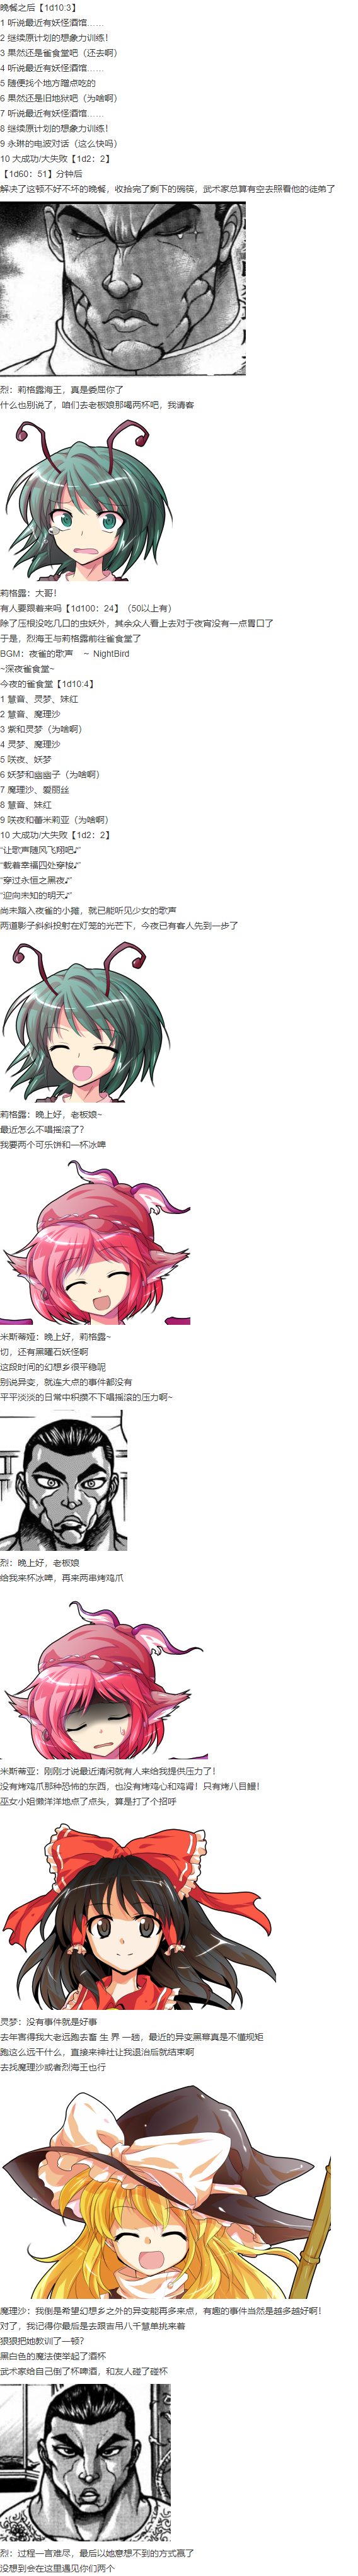 晚餐之后【1d10:3】
1 听说最近有妖怪酒馆……
2 继续原计划的想象力训练！
3 果然还是雀食堂吧（还去啊）
4 听说最近有妖怪酒馆……
5 随便找个地方蹭点吃的
6 果然还是旧地狱吧（为啥啊）
7 听说最近有妖怪酒馆……
8 继续原计划的想象力训练！
9 永琳的电波对话（这么快吗）
10 大成功/大失败【1d2：2】
【1d60：51】分钟后
解决了这顿不好不坏的晚餐，收拾完了剩下的碗筷，武术家总算有空去照看他的徒弟了
烈：莉格露海王，真是委屈你了
什么也别说了，咱们去老板娘那喝两杯吧，我请客
莉格露：大哥！
有人要跟着来吗【1d100：24】（50以上有）
除了压根没吃几口的虫妖外，其余众人看上去对于夜宵没有一点胃口了
于是，烈海王与莉格露前往雀食堂了
BGM：夜雀的歌声　~ NightBird
~深夜雀食堂~
今夜的雀食堂【1d10:4】
1 慧音、灵梦、妹红
2 慧音、魔理沙
3 紫和灵梦（为啥啊）
4 灵梦、魔理沙
5 咲夜、妖梦
6 妖梦和幽幽子（为啥啊）
7 魔理沙、爱丽丝
8 慧音、妹红
9 咲夜和蕾米莉亚（为啥啊）
10 大成功/大失败【1d2：2】
“让歌声随风飞翔吧♪”
“载着幸福四处穿梭♪”
“穿过永恒之黑夜♪”
“迎向未知的明天♪”
尚未踏入夜雀的小摊，就已能听见少女的歌声
两道影子斜斜投射在灯笼的光芒下，今夜已有客人先到一步了
莉格露：晚上好，老板娘~
最近怎么不唱摇滚了？
我要两个可乐饼和一杯冰啤
米斯蒂娅：晚上好，莉格露~
切，还有黑曜石妖怪啊
这段时间的幻想乡很平稳呢
别说异变，就连大点的事件都没有
平平淡淡的日常中积攒不下唱摇滚的压力啊~
烈：晚上好，老板娘
给我来杯冰啤，再来两串烤鸡爪
米斯蒂亚：刚刚才说最近清闲就有人来给我提供压力了！
没有烤鸡爪那种恐怖的东西，也没有烤鸡心和鸡胃！只有烤八目鳗！
巫女小姐懒洋洋地点了点头，算是打了个招呼
灵梦：没有事件就是好事
去年害得我大老远跑去畜 生 界 一趟，最近的异变黑幕真是不懂规矩
跑这么远干什么，直接来神社让我退治后就结束啊
去找魔理沙或者烈海王也行
魔理沙：我倒是希望幻想乡之外的异变能再多来点，有趣的事件当然是越多越好啊！
对了，我记得你最后是去跟吉吊八千慧单挑来着
狠狠把她教训了一顿？
黑白色的魔法使举起了酒杯
武术家给自己倒了杯啤酒，和友人碰了碰杯
烈：过程一言难尽，最后以她意想不到的方式赢了
没想到会在这里遇见你们两个